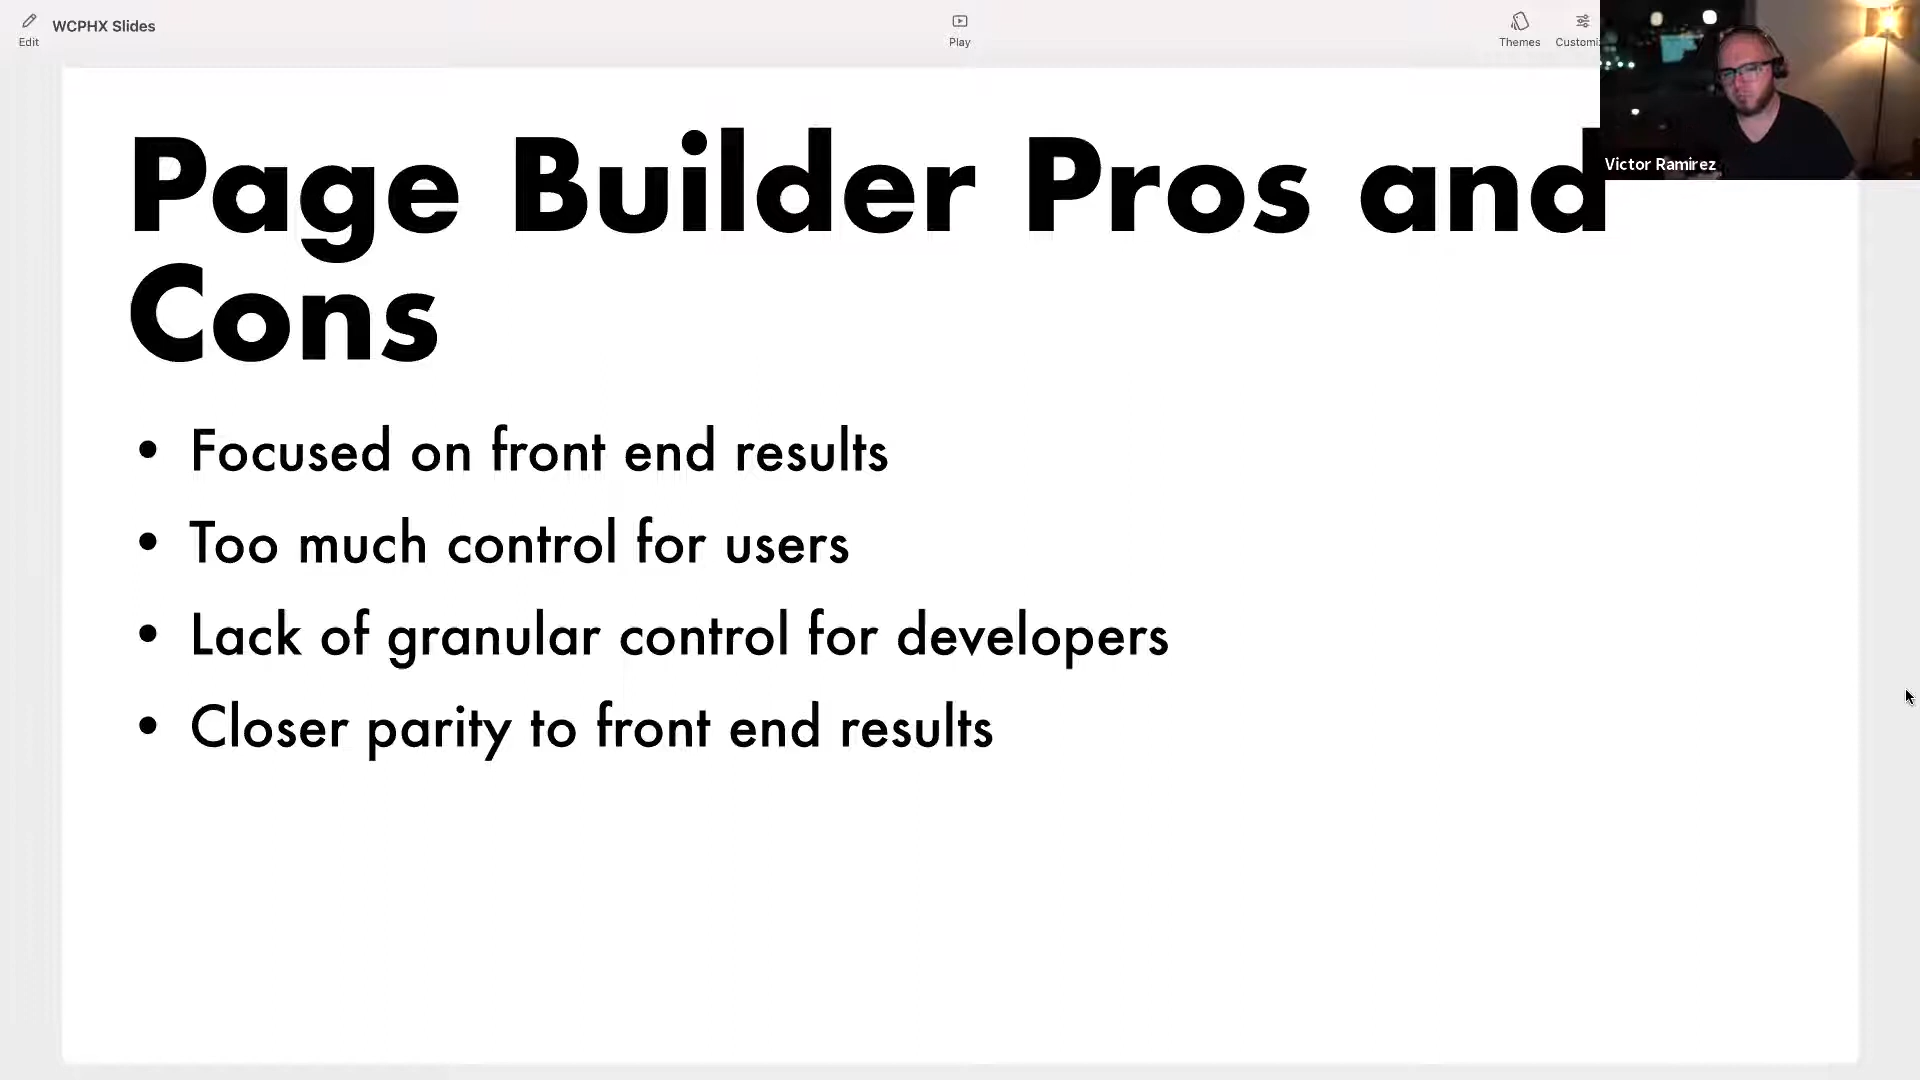 WCPHX Slides
Edit
Play
Themes
Customi
Victor Ramirez
Page Builder Pros and
Cons
• Focused on front end results
• Too much control for users
• Lack of granular control for developers
• Closer parity to front end results